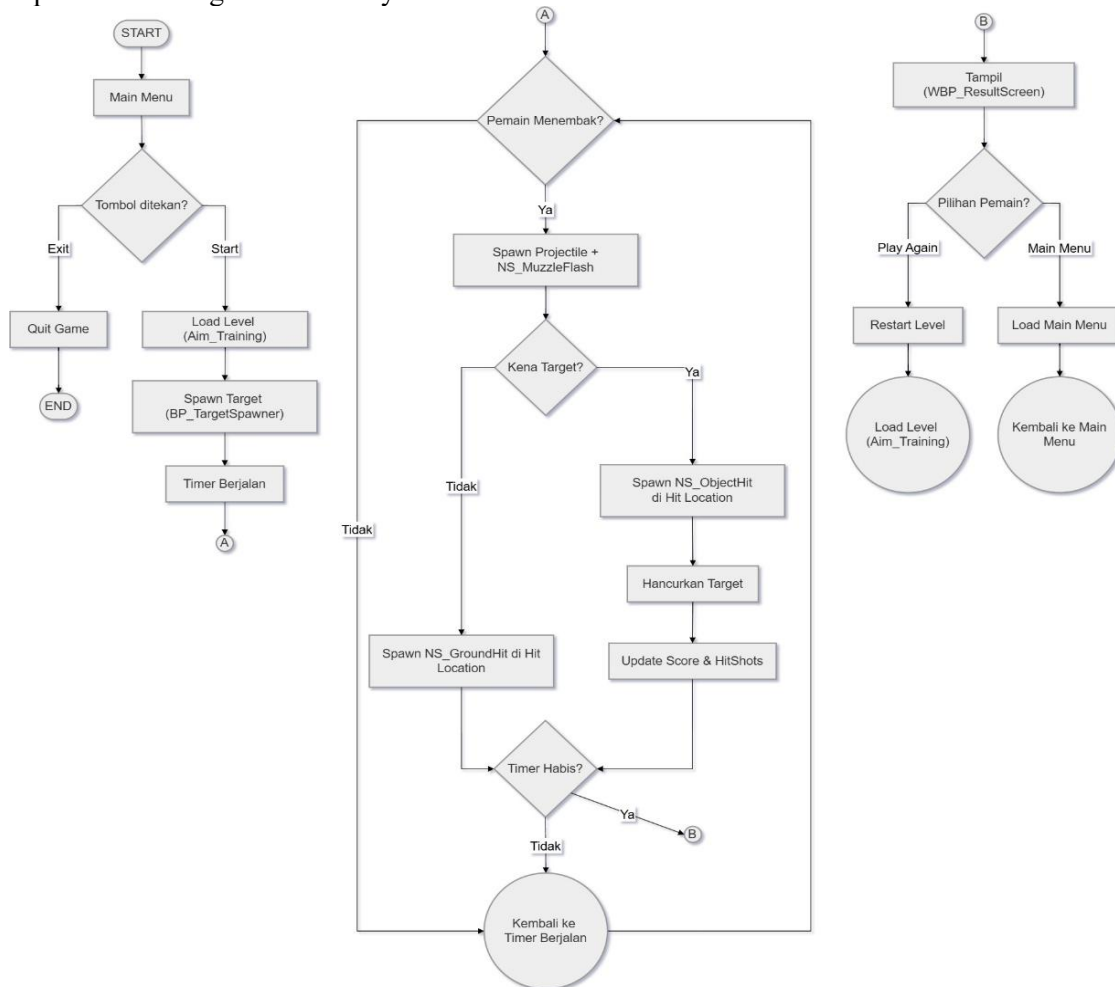 START
Main Menu
Tombol ditekan?
Exit
Start
Quit Game
Load Level
(Aim_Training)
END
Spawn Target
(BP_TargetSpawner)
Timer Berjalan
A
A
Pemain Menembak?
Ya
Tidak
Spawn Projectile +
NS_MuzzleFlash
Kena Target?
Ya
Tidak
Spawn NS_ObjectHit
di Hit Location
Hancurkan Target
Spawn NS_GroundHit di Hit
Location
Update Score & HitShots
Timer Habis?
Ya
B
Tidak
Kembali ke
Timer Berjalan
B
Tampil
(WBP_ResultScreen)
Pilihan Pemain?
Play Again
Main Menu
Restart Level
Load Main Menu
Load Level
(Aim_Training)
Kembali ke Main
Menu